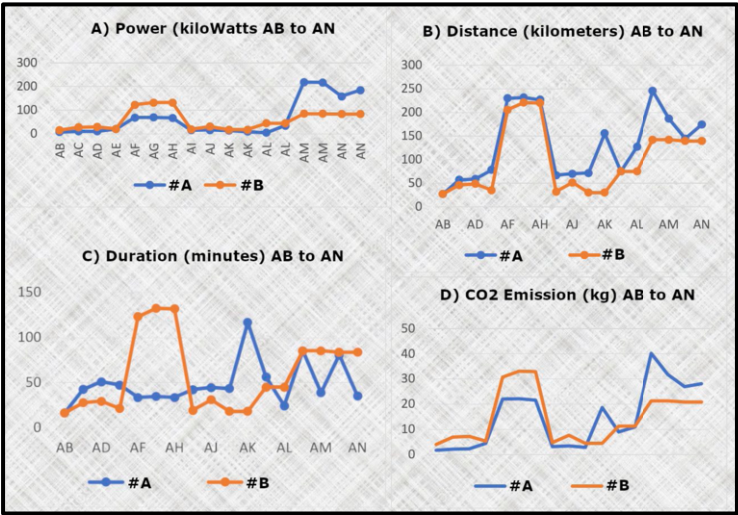 A) Power (kiloWatts AB to AN
300
200
100
0
AB AC AD AE AF AG AH AI AJ AK AK AL AL AM AM AN AN
#A #B
B) Distance (kilometers) AB to AN
300
250
200
150
100
50
0
AB AD AF AH AJ AK AL AM AN
#A #B
C) Duration (minutes) AB to AN
150
100
50
0
AB AD AF AH AJ AK AL AM AN
#A #B
D) CO2 Emission (kg) AB to AN
50
40
30
20
10
0
#A #B